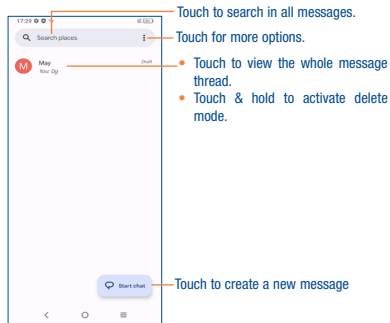 Touch to search in all messages.
17:29
Search places
Touch for more options.
M
May
Draft
You: Dg
• Touch to view the whole message
thread.
• Touch & hold to activate delete
mode.
Start chat
Touch to create a new message